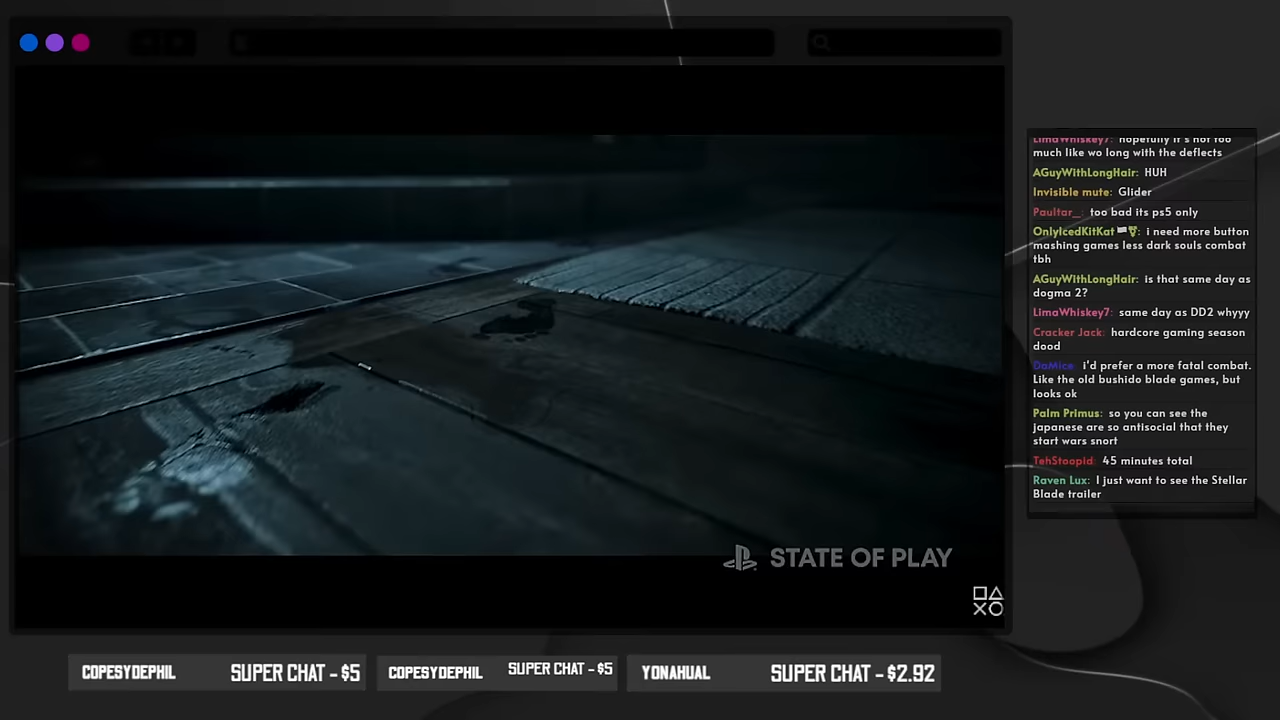 LimaWhiskey7: hopefully it's not too
much like wo long with the deflects
AGuyWithLongHair: HUH
Invisible mute: Glider
Paultar_: too bad its ps5 only
OnlyIcedKitKat: i need more button
mashing games less dark souls combat
tbh
AGuyWithLongHair: is that same day as
dogma 2?
LimaWhiskey7: same day as DD2 whyyy
Cracker Jack: hardcore gaming season
dood
DaMice: i'd prefer a more fatal combat.
Like the old bushido blade games, but
looks ok
Palm Primus: so you can see the
japanese are so antisocial that they
start wars snort
TehStoopid: 45 minutes total
Raven Lux: I just want to see the Stellar
Blade trailer
STATE OF PLAY
COPESYDEPHIL SUPER CHAT - $5
COPESYDEPHIL SUPER CHAT - $5
YONAHUAL SUPER CHAT - $2.92